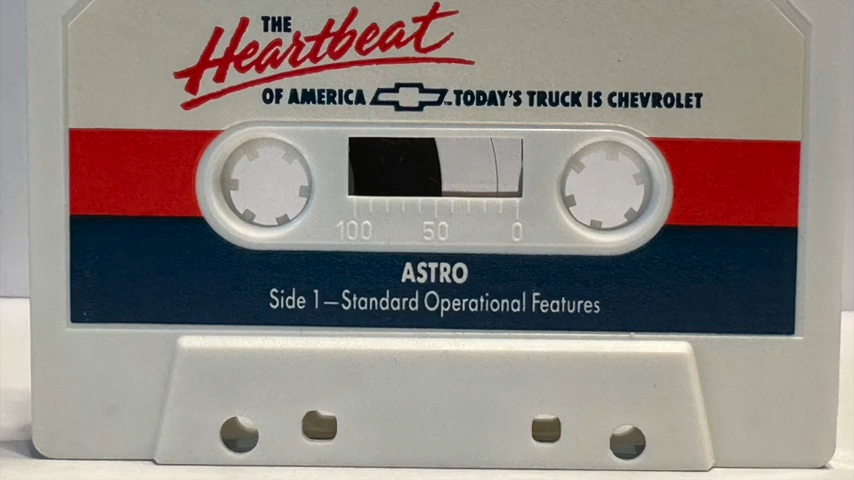 THE
Heartbeat
OF AMERICA TODAY'S TRUCK IS CHEVROLET
100 50 0
ASTRO
Side 1—Standard Operational Features